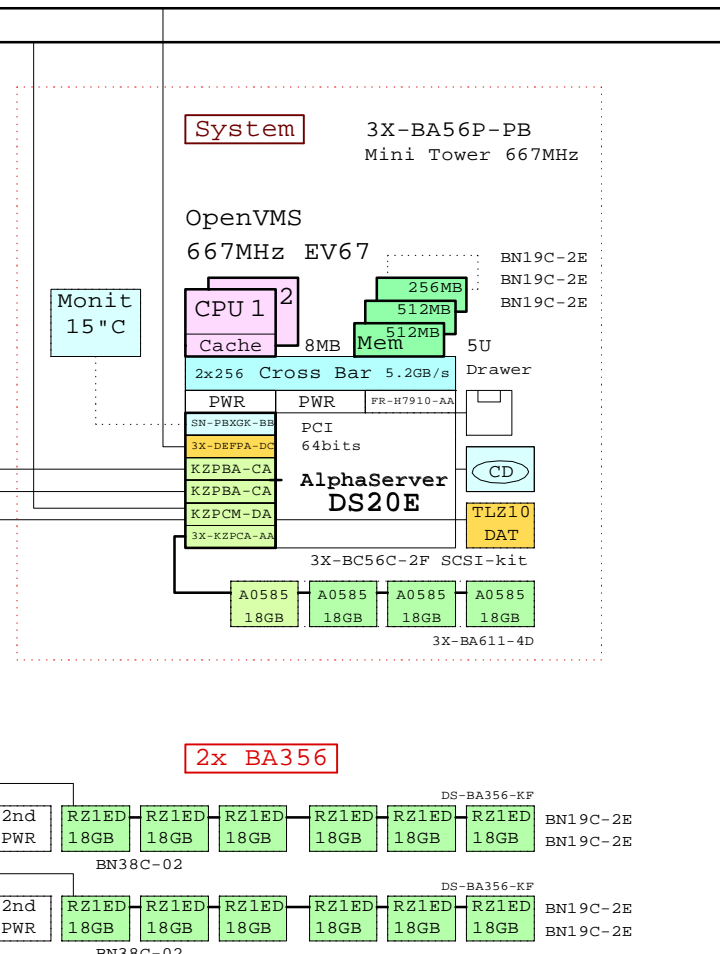 System
3X-BA56P-PB
Mini Tower 667MHz
OpenVMS
667MHz EV67
BN19C-2E
BN19C-2E
BN19C-2E
Monit
15"C
CPU 1
2
Cache
8MB
256MB
512MB
512MB
Mem
5U
Drawer
2x256 Cross Bar 5.2GB/s
PWR
PWR
FR-H7910-AA
SN-PBXGK-BB
3X-DEFPA-DC
KZPBA-CA
KZPBA-CA
KZPCM-DA
3X-KZPCA-AA
PCI
64bits
AlphaServer
DS20E
CD
TLZ10
DAT
3X-BC56C-2F SCSI-kit
A0585
18GB
A0585
18GB
A0585
18GB
A0585
18GB
3X-BA611-4D
2x BA356
DS-BA356-KF
2nd
PWR
RZ1ED
18GB
RZ1ED
18GB
RZ1ED
18GB
RZ1ED
18GB
RZ1ED
18GB
RZ1ED
18GB
BN19C-2E
BN19C-2E
BN38C-02
DS-BA356-KF
2nd
PWR
RZ1ED
18GB
RZ1ED
18GB
RZ1ED
18GB
RZ1ED
18GB
RZ1ED
18GB
RZ1ED
18GB
BN19C-2E
BN19C-2E
BN38C-02